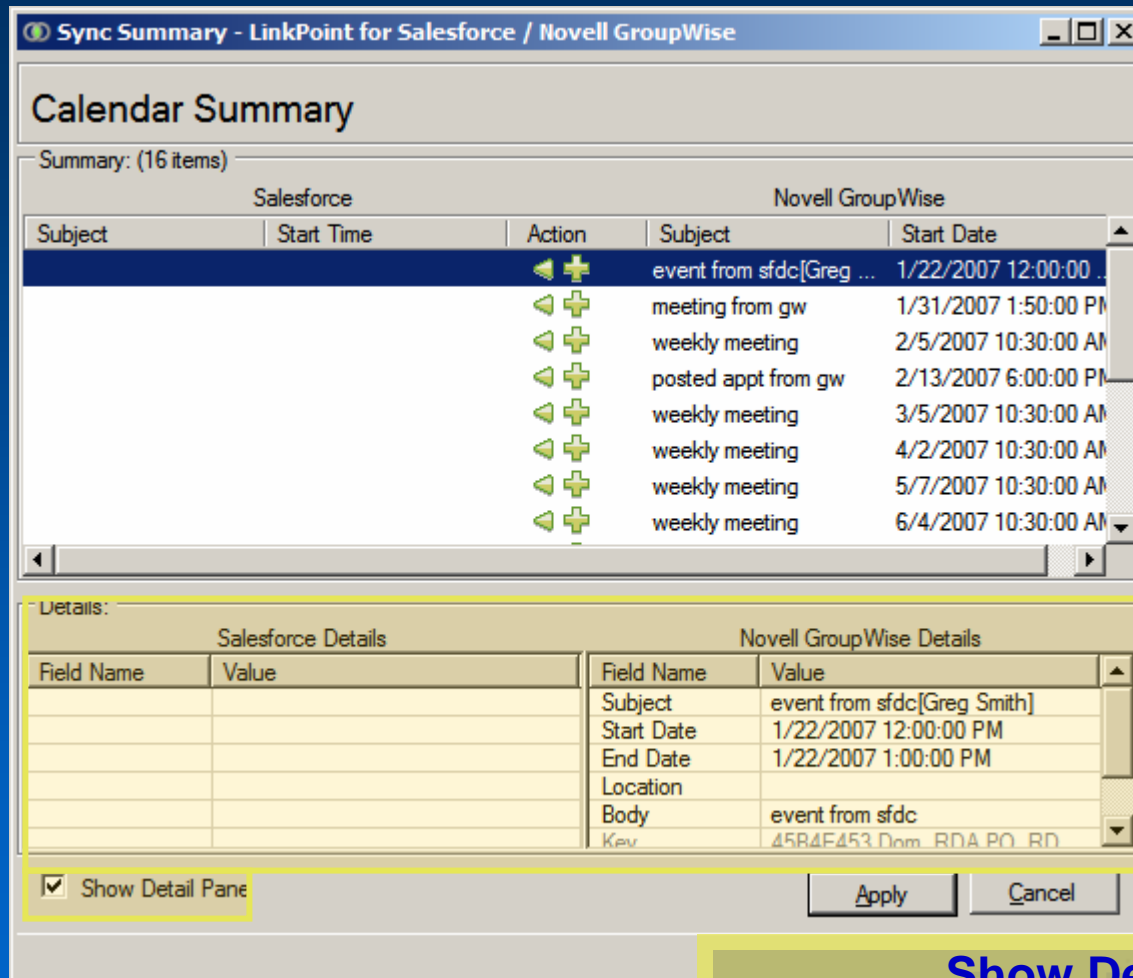 Sync Summary - LinkPoint for Salesforce / Novell GroupWise
Calendar Summary
Summary: (16 items)
Salesforce Novell GroupWise
Subject Start Time Action Subject Start Date
event from sfdc[Greg ... 1/22/2007 12:00:00 ..
meeting from gw 1/31/2007 1:50:00 PM
weekly meeting 2/5/2007 10:30:00 AM
posted appt from gw 2/13/2007 6:00:00 PM
weekly meeting 3/5/2007 10:30:00 AM
weekly meeting 4/2/2007 10:30:00 AM
weekly meeting 5/7/2007 10:30:00 AM
weekly meeting 6/4/2007 10:30:00 AM
Details:
Salesforce Details Novell GroupWise Details
Field Name Value Field Name Value
Subject event from sfdc[Greg Smith]
Start Date 1/22/2007 12:00:00 PM
End Date 1/22/2007 1:00:00 PM
Location
Body event from sfdc
Key 45B4E453.Dom_RDA.PO_RD
Show Detail Pane Apply Cancel
Show